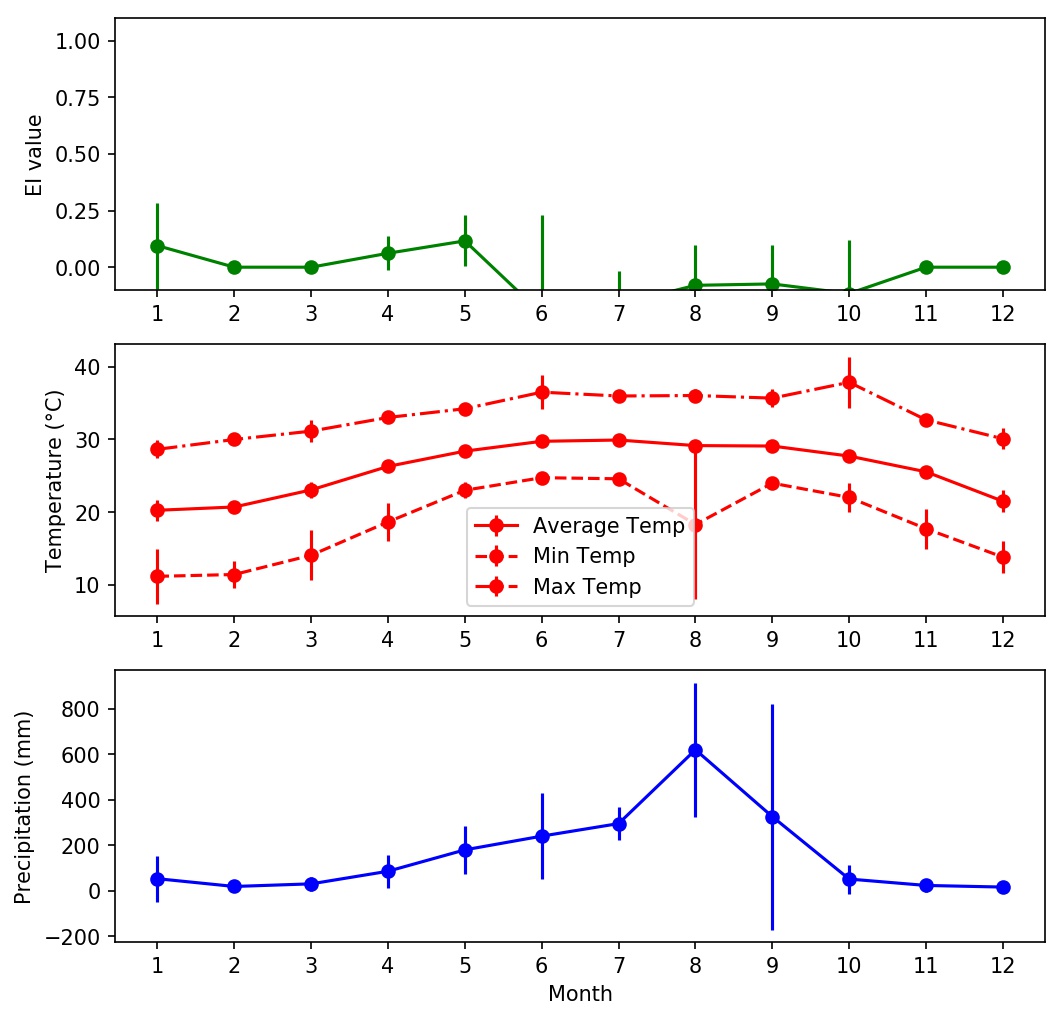 EI value
1.00
0.75
0.50
0.25
0.00
1 2 3 4 5 6 7 8 9 10 11 12
Temperature (°C)
40
30
20
10
Average Temp
Min Temp
Max Temp
1 2 3 4 5 6 7 8 9 10 11 12
Precipitation (mm)
800
600
400
200
0
−200
1 2 3 4 5 6 7 8 9 10 11 12
Month